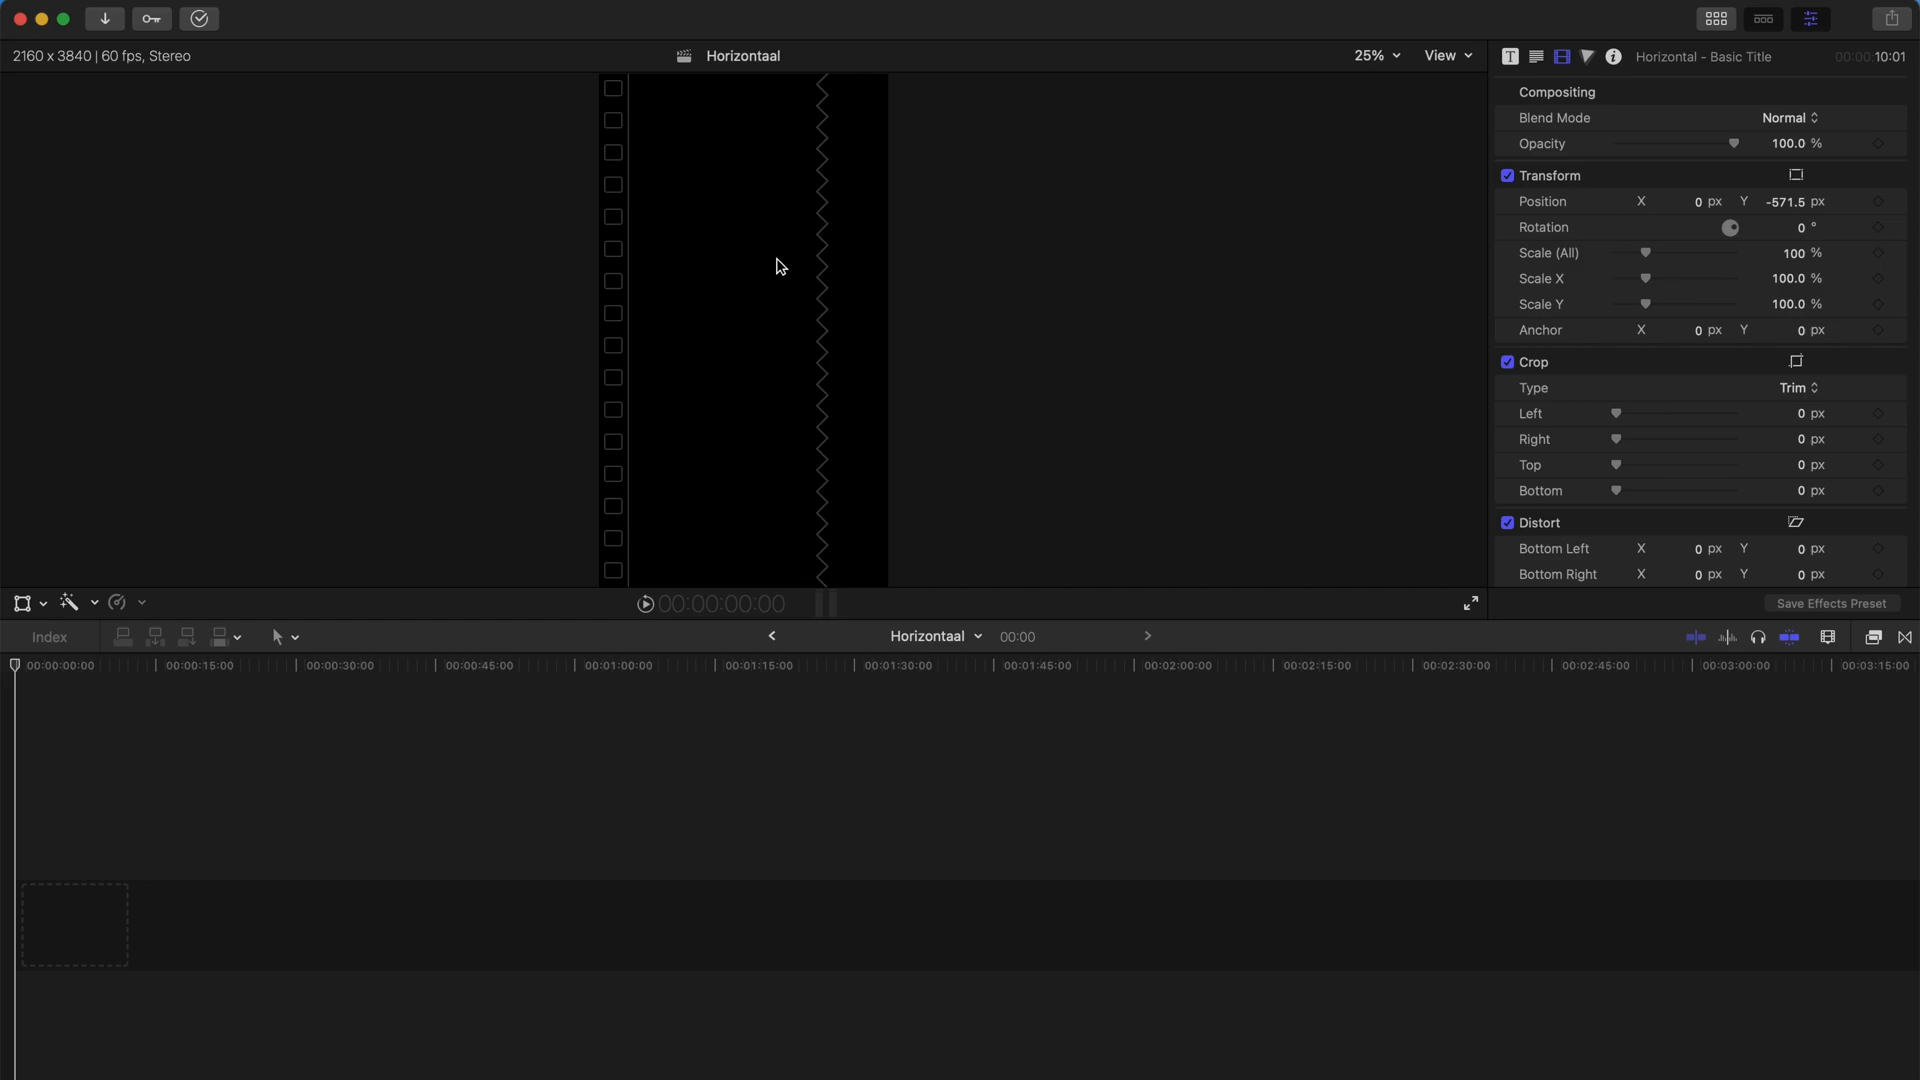 2160 x 3840 | 60 fps, Stereo
Horizontaal
25%
View
T
i
Horizontal - Basic Title
00:00:10:01
Compositing
Blend Mode Normal
Opacity 100.0 %
Transform
Position X 0 px Y -571.5 px
Rotation 0 °
Scale (All) 100 %
Scale X 100.0 %
Scale Y 100.0 %
Anchor X 0 px Y 0 px
Crop
Type Trim
Left 0 px
Right 0 px
Top 0 px
Bottom 0 px
Distort
Bottom Left X 0 px Y 0 px
Bottom Right X 0 px Y 0 px
00:00:00:00
Save Effects Preset
Index
Horizontaal 00:00
00:00:00:00 00:00:15:00 00:00:30:00 00:00:45:00 00:01:00:00 00:01:15:00 00:01:30:00 00:01:45:00 00:02:00:00 00:02:15:00 00:02:30:00 00:02:45:00 00:03:00:00 00:03:15:00